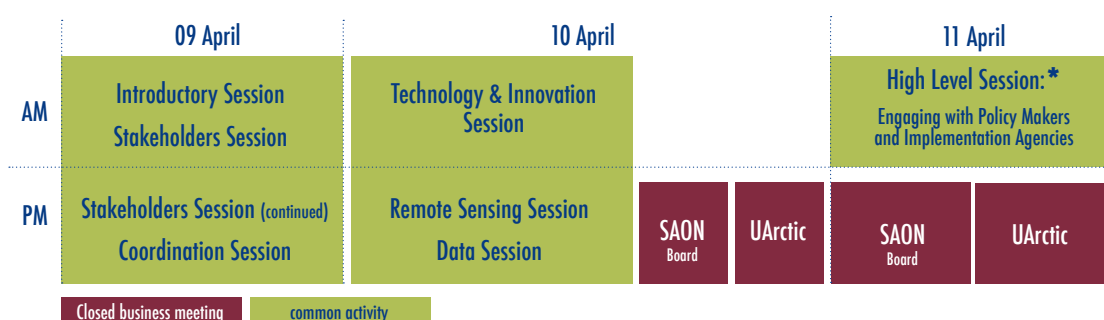 09 April
10 April
11 April
AM
Introductory Session
Stakeholders Session
Technology & Innovation
Session
High Level Session:*
Engaging with Policy Makers
and Implementation Agencies
PM
Stakeholders Session (continued)
Coordination Session
Remote Sensing Session
Data Session
SAON
Board
UArctic
SAON
Board
UArctic
Closed business meeting
common activity